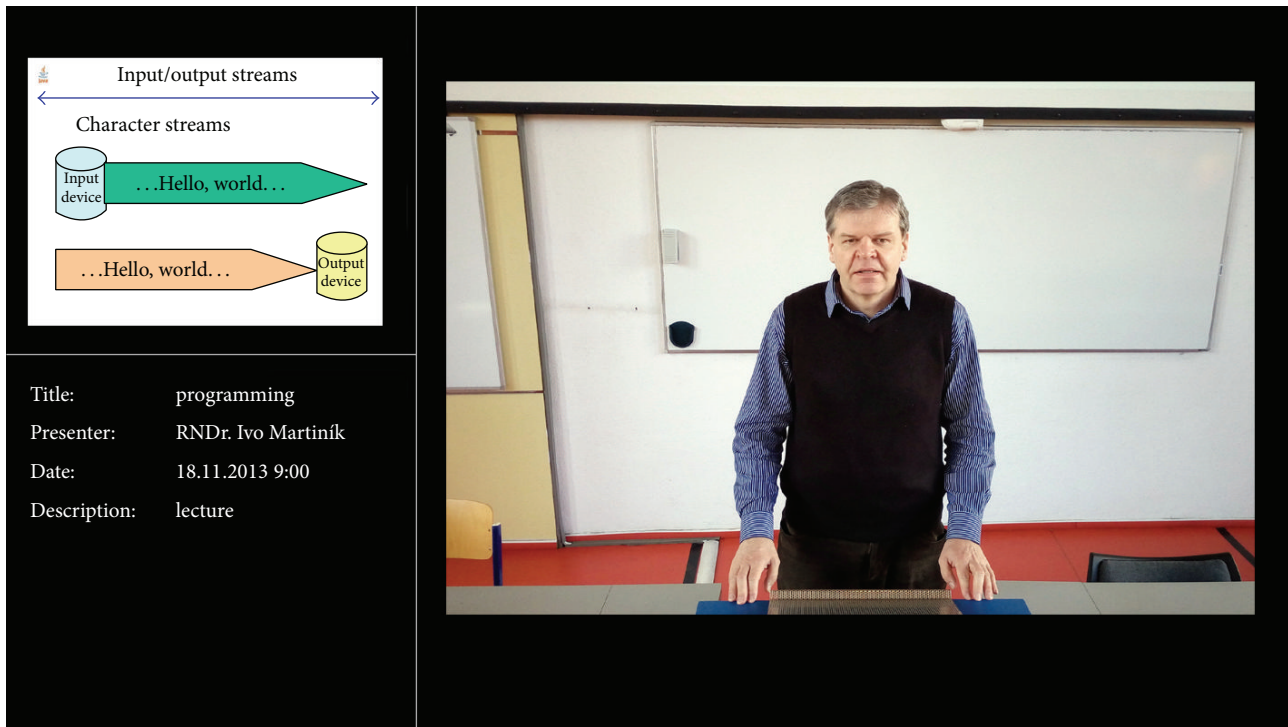 Input/output streams
Character streams
Input
device
...Hello, world...
...Hello, world...
Output
device
Title: programming
Presenter: RNDr. Ivo Martiník
Date: 18.11.2013 9:00
Description: lecture